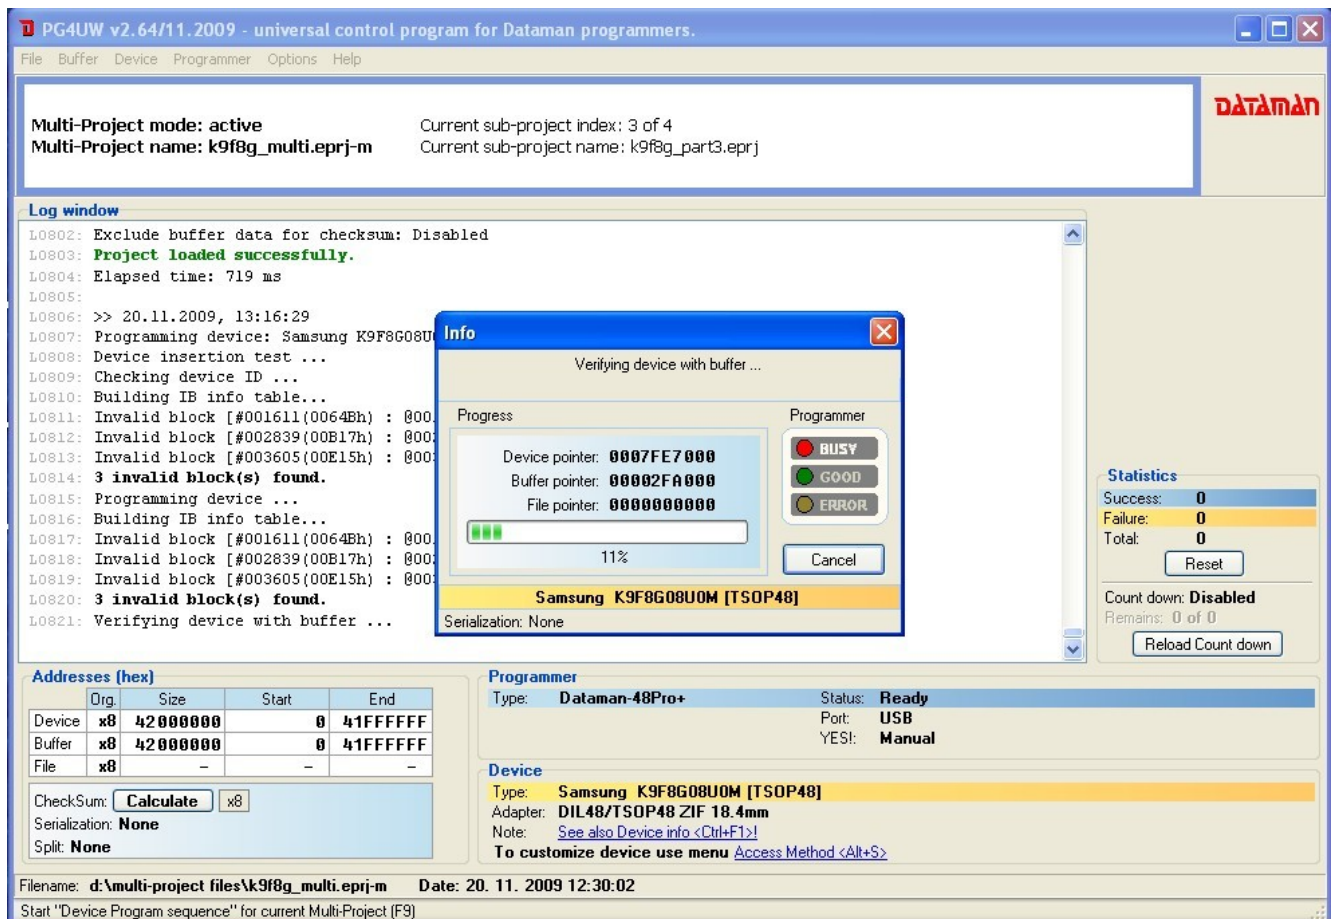 PG4UW v2.64/11.2009 - universal control program for Dataman programmers.
File Buffer Device Programmer Options Help
DATAMAN
Multi-Project mode: active Current sub-project index: 3 of 4
Multi-Project name: k9f8g_multi.eprj-m Current sub-project name: k9f8g_part3.eprj
Log window
L0802: Exclude buffer data for checksum: Disabled
L0803: Project loaded successfully.
L0804: Elapsed time: 719 ms
L0805:
L0806: >> 20.11.2009, 13:16:29
L0807: Programming device: Samsung K9F8G08U
L0808: Device insertion test ...
L0809: Checking device ID ...
L0810: Building IB info table...
L0811: Invalid block [#001611(0064Bh) : @00
L0812: Invalid block [#002839(00B17h) : @00
L0813: Invalid block [#003605(00E15h) : @00
L0814: 3 invalid block(s) found.
L0815: Programming device ...
L0816: Building IB info table...
L0817: Invalid block [#001611(0064Bh) : @00
L0818: Invalid block [#002839(00B17h) : @00
L0819: Invalid block [#003605(00E15h) : @00
L0820: 3 invalid block(s) found.
L0821: Verifying device with buffer ...
Info
Verifying device with buffer ...
Progress
Device pointer: 0007FE7000
Buffer pointer: 00002FA000
File pointer: 0000000000
11%
Programmer
BUSY
GOOD
ERROR
Cancel
Samsung K9F8G08U0M [TSOP48]
Serialization: None
Statistics
Success: 0
Failure: 0
Total: 0
Reset
Count down: Disabled
Remains: 0 of 0
Reload Count down
Addresses (hex)
Org. Size Start End
Device x8 42000000 0 41FFFFFF
Buffer x8 42000000 0 41FFFFFF
File x8 – – –
CheckSum: Calculate x8
Serialization: None
Split: None
Programmer
Type: Dataman-48Pro+ Status: Ready
Port: USB
YES!: Manual
Device
Type: Samsung K9F8G08U0M [TSOP48]
Adapter: DIL48/TSOP48 ZIF 18.4mm
Note: See also Device info <Ctrl+F1>!
To customize device use menu Access Method <Alt+S>
Filename: d:\multi-project files\k9f8g_multi.eprj-m Date: 20. 11. 2009 12:30:02
Start "Device Program sequence" for current Multi-Project (F9)